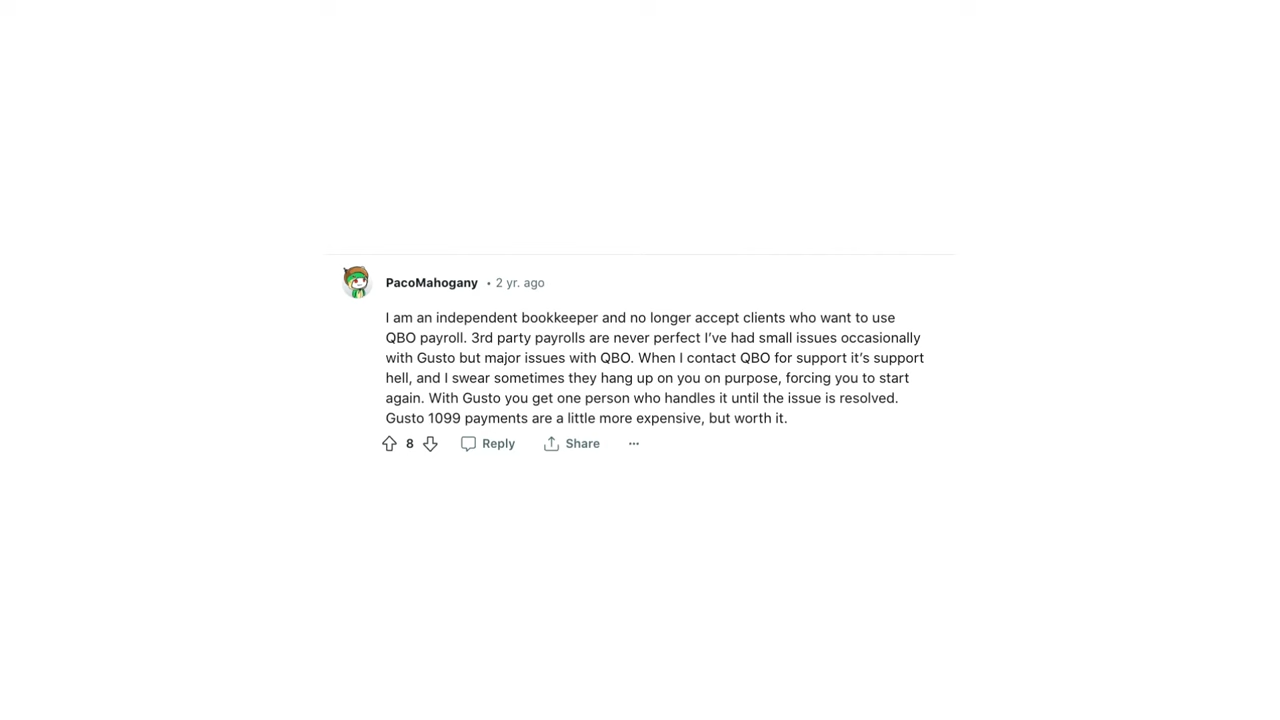 PacoMahogany • 2 yr. ago
I am an independent bookkeeper and no longer accept clients who want to use
QBO payroll. 3rd party payrolls are never perfect I’ve had small issues occasionally
with Gusto but major issues with QBO. When I contact QBO for support it’s support
hell, and I swear sometimes they hang up on you on purpose, forcing you to start
again. With Gusto you get one person who handles it until the issue is resolved.
Gusto 1099 payments are a little more expensive, but worth it.
8 Reply Share ···